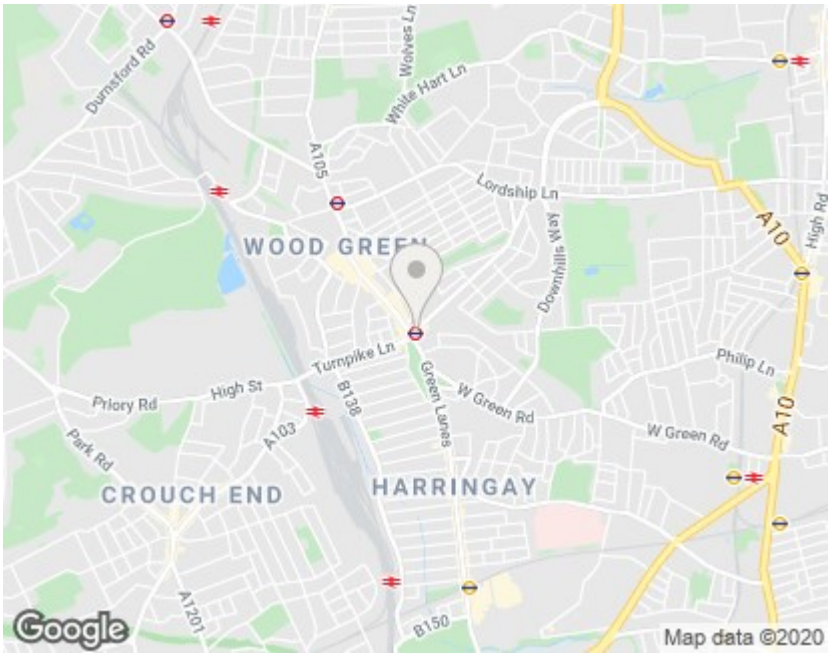 Wolves Ln
Durnsford Rd
White Hart Ln
A105
Lordship Ln
High Rd
A10
WOOD GREEN
Downhills Way
Turnpike Ln
Philip Ln
High St
B138
Green Lanes
W Green Rd
Priory Rd
A10
A103
W Green Rd
Park Rd
CROUCH END
HARRINGAY
A1201
B150
Google
Map data ©2020